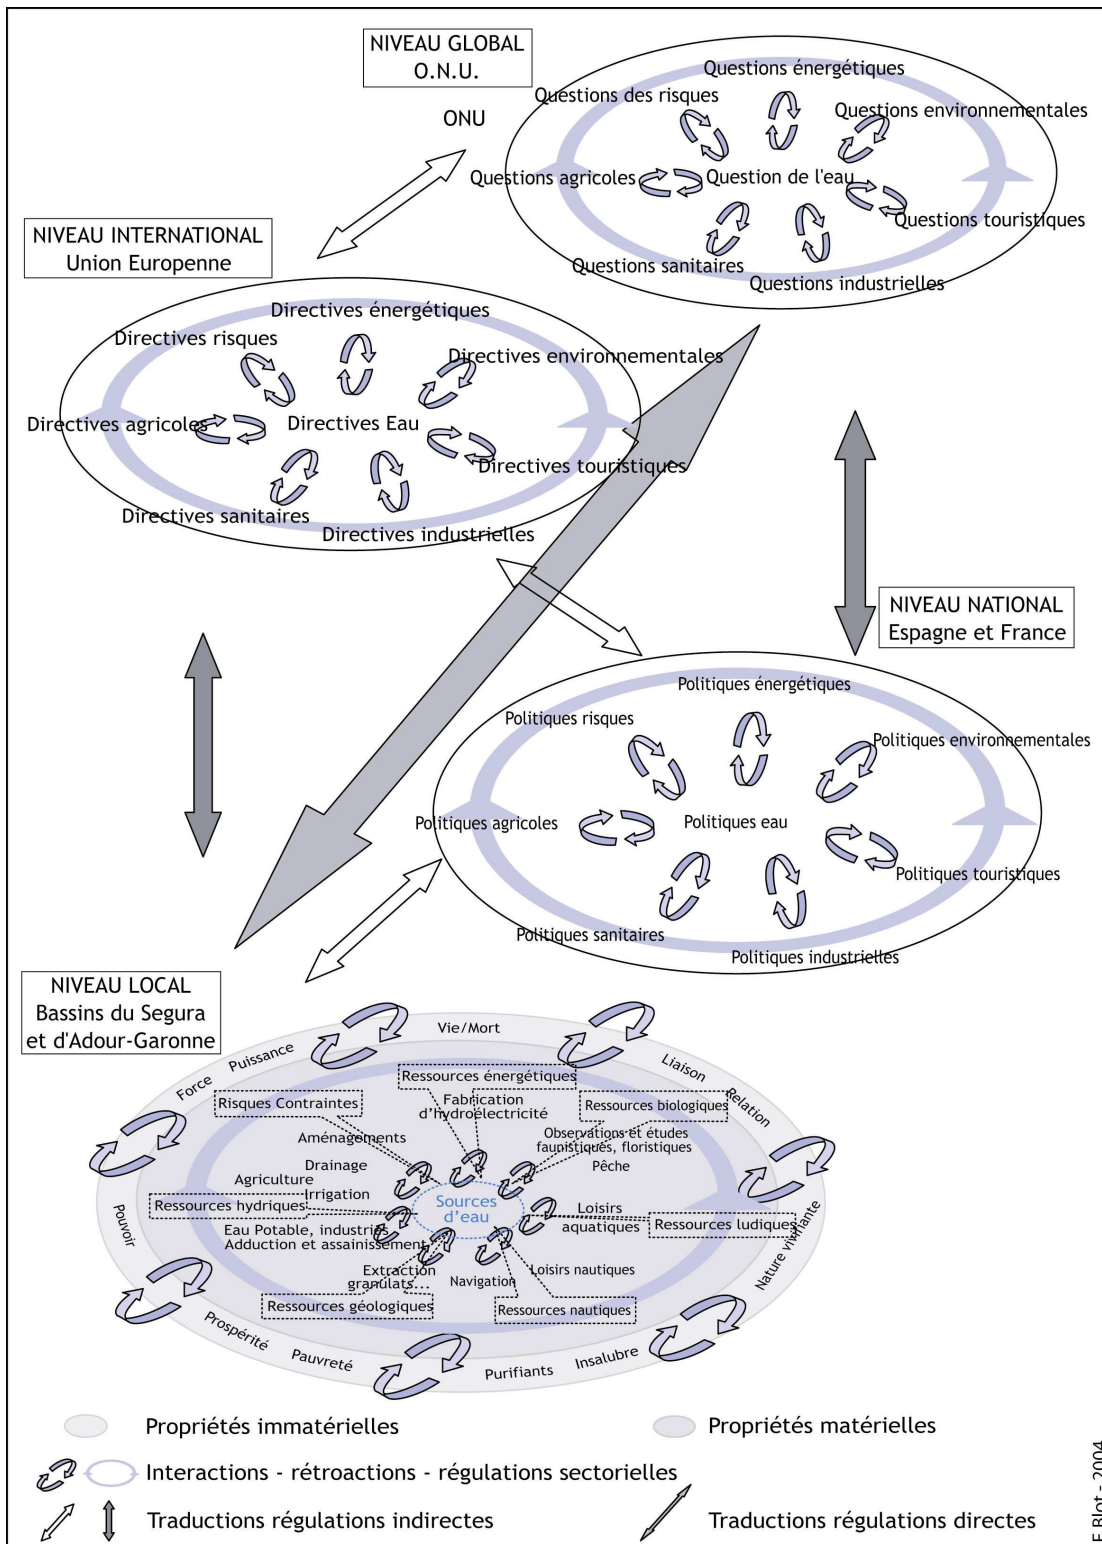 NIVEAU GLOBAL
O.N.U.
ONU
Questions énergétiques
Questions des risques
Questions environnementales
Questions agricoles
Question de l'eau
Questions touristiques
Questions sanitaires
Questions industrielles
NIVEAU INTERNATIONAL
Union Europenne
Directives énergétiques
Directives risques
Directives environnementales
Directives agricoles
Directives Eau
Directives touristiques
Directives sanitaires
Directives industrielles
NIVEAU NATIONAL
Espagne et France
Politiques énergétiques
Politiques risques
Politiques environnementales
Politiques agricoles
Politiques eau
Politiques touristiques
Politiques sanitaires
Politiques industrielles
NIVEAU LOCAL
Bassins du Segura
et d'Adour-Garonne
Vie/Mort
Puissance
Force
Liaison
Relation
Pouvoir
Nature vivifiante
Prospérité
Pauvreté
Purifiants
Insalubre
Ressources énergétiques
Fabrication
d'hydroélectricité
Risques Contraintes
Ressources biologiques
Aménagements
Observations et études
faunistiques, floristiques
Pêche
Drainage
Agriculture
Irrigation
Ressources hydriques
Sources
d'eau
Loisirs
aquatiques
Ressources ludiques
Eau Potable, industries
Adduction et assainissement
Extraction
granulats...
Navigation
Loisirs nautiques
Ressources géologiques
Ressources nautiques
Propriétés immatérielles
Propriétés matérielles
Interactions - rétroactions - régulations sectorielles
Traductions régulations indirectes
Traductions régulations directes
F.Blot - 2004